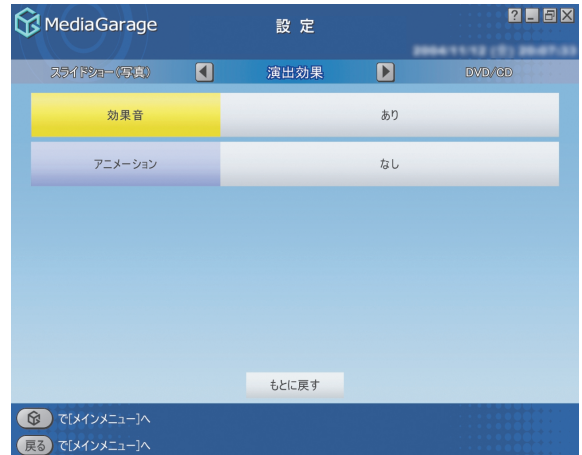 MediaGarage
設定
スライドショー(写真)
演出効果
DVD/CD
効果音
あり
アニメーション
なし
もとに戻す
で[メインメニュー]へ
戻る で[メインメニュー]へ